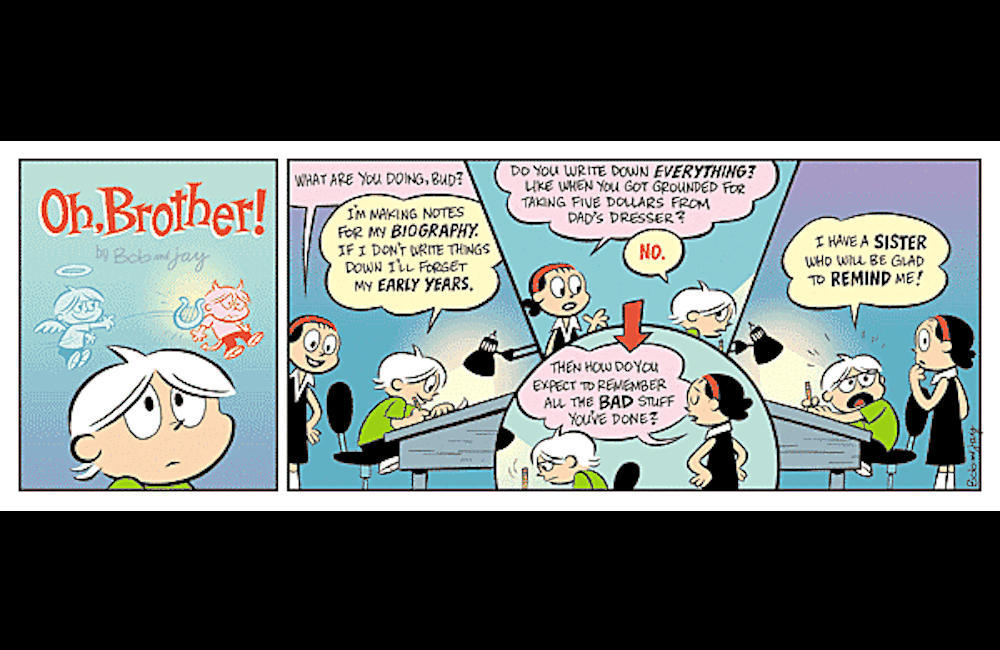 Oh, Brother!
by Bob and Jay
WHAT ARE YOU DOING, BUD?
I'M MAKING NOTES
FOR MY BIOGRAPHY.
IF I DON'T WRITE THINGS
DOWN I'LL FORGET
MY EARLY YEARS.
DO YOU WRITE DOWN EVERYTHING?
LIKE WHEN YOU GOT GROUNDED FOR
TAKING FIVE DOLLARS FROM
DAD'S DRESSER?
NO.
THEN HOW DO YOU
EXPECT TO REMEMBER
ALL THE BAD STUFF
YOU'VE DONE?
I HAVE A SISTER
WHO WILL BE GLAD
TO REMIND ME!
Bob and Jay